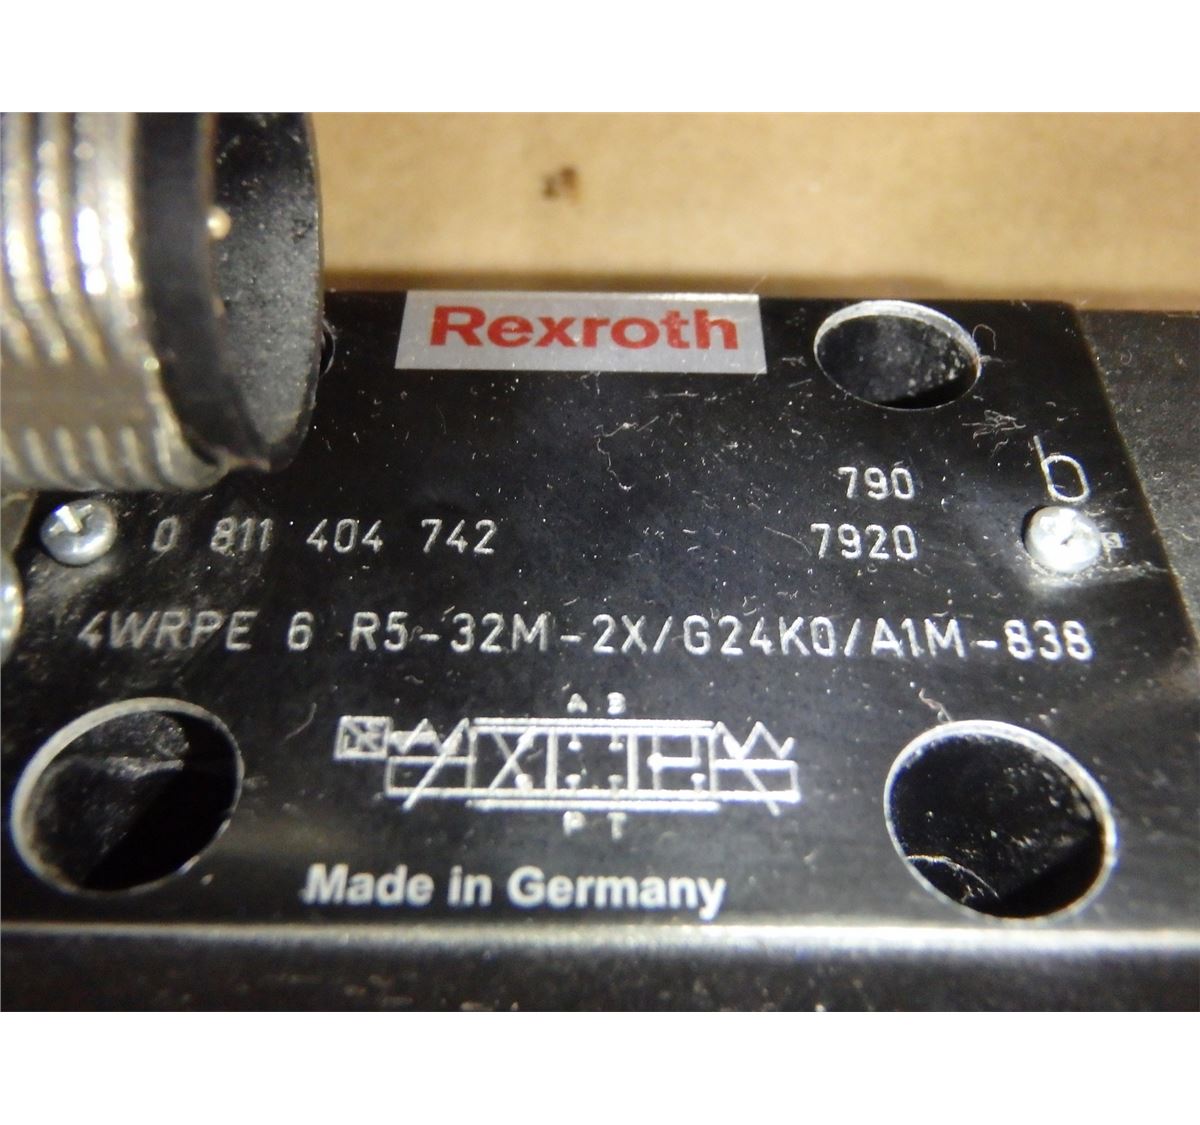 Rexroth
790
b
0 811 404 742 7920
4WRPE 6 R5-32M-2X/G24K0/A1M-838
A B
P T
Made in Germany